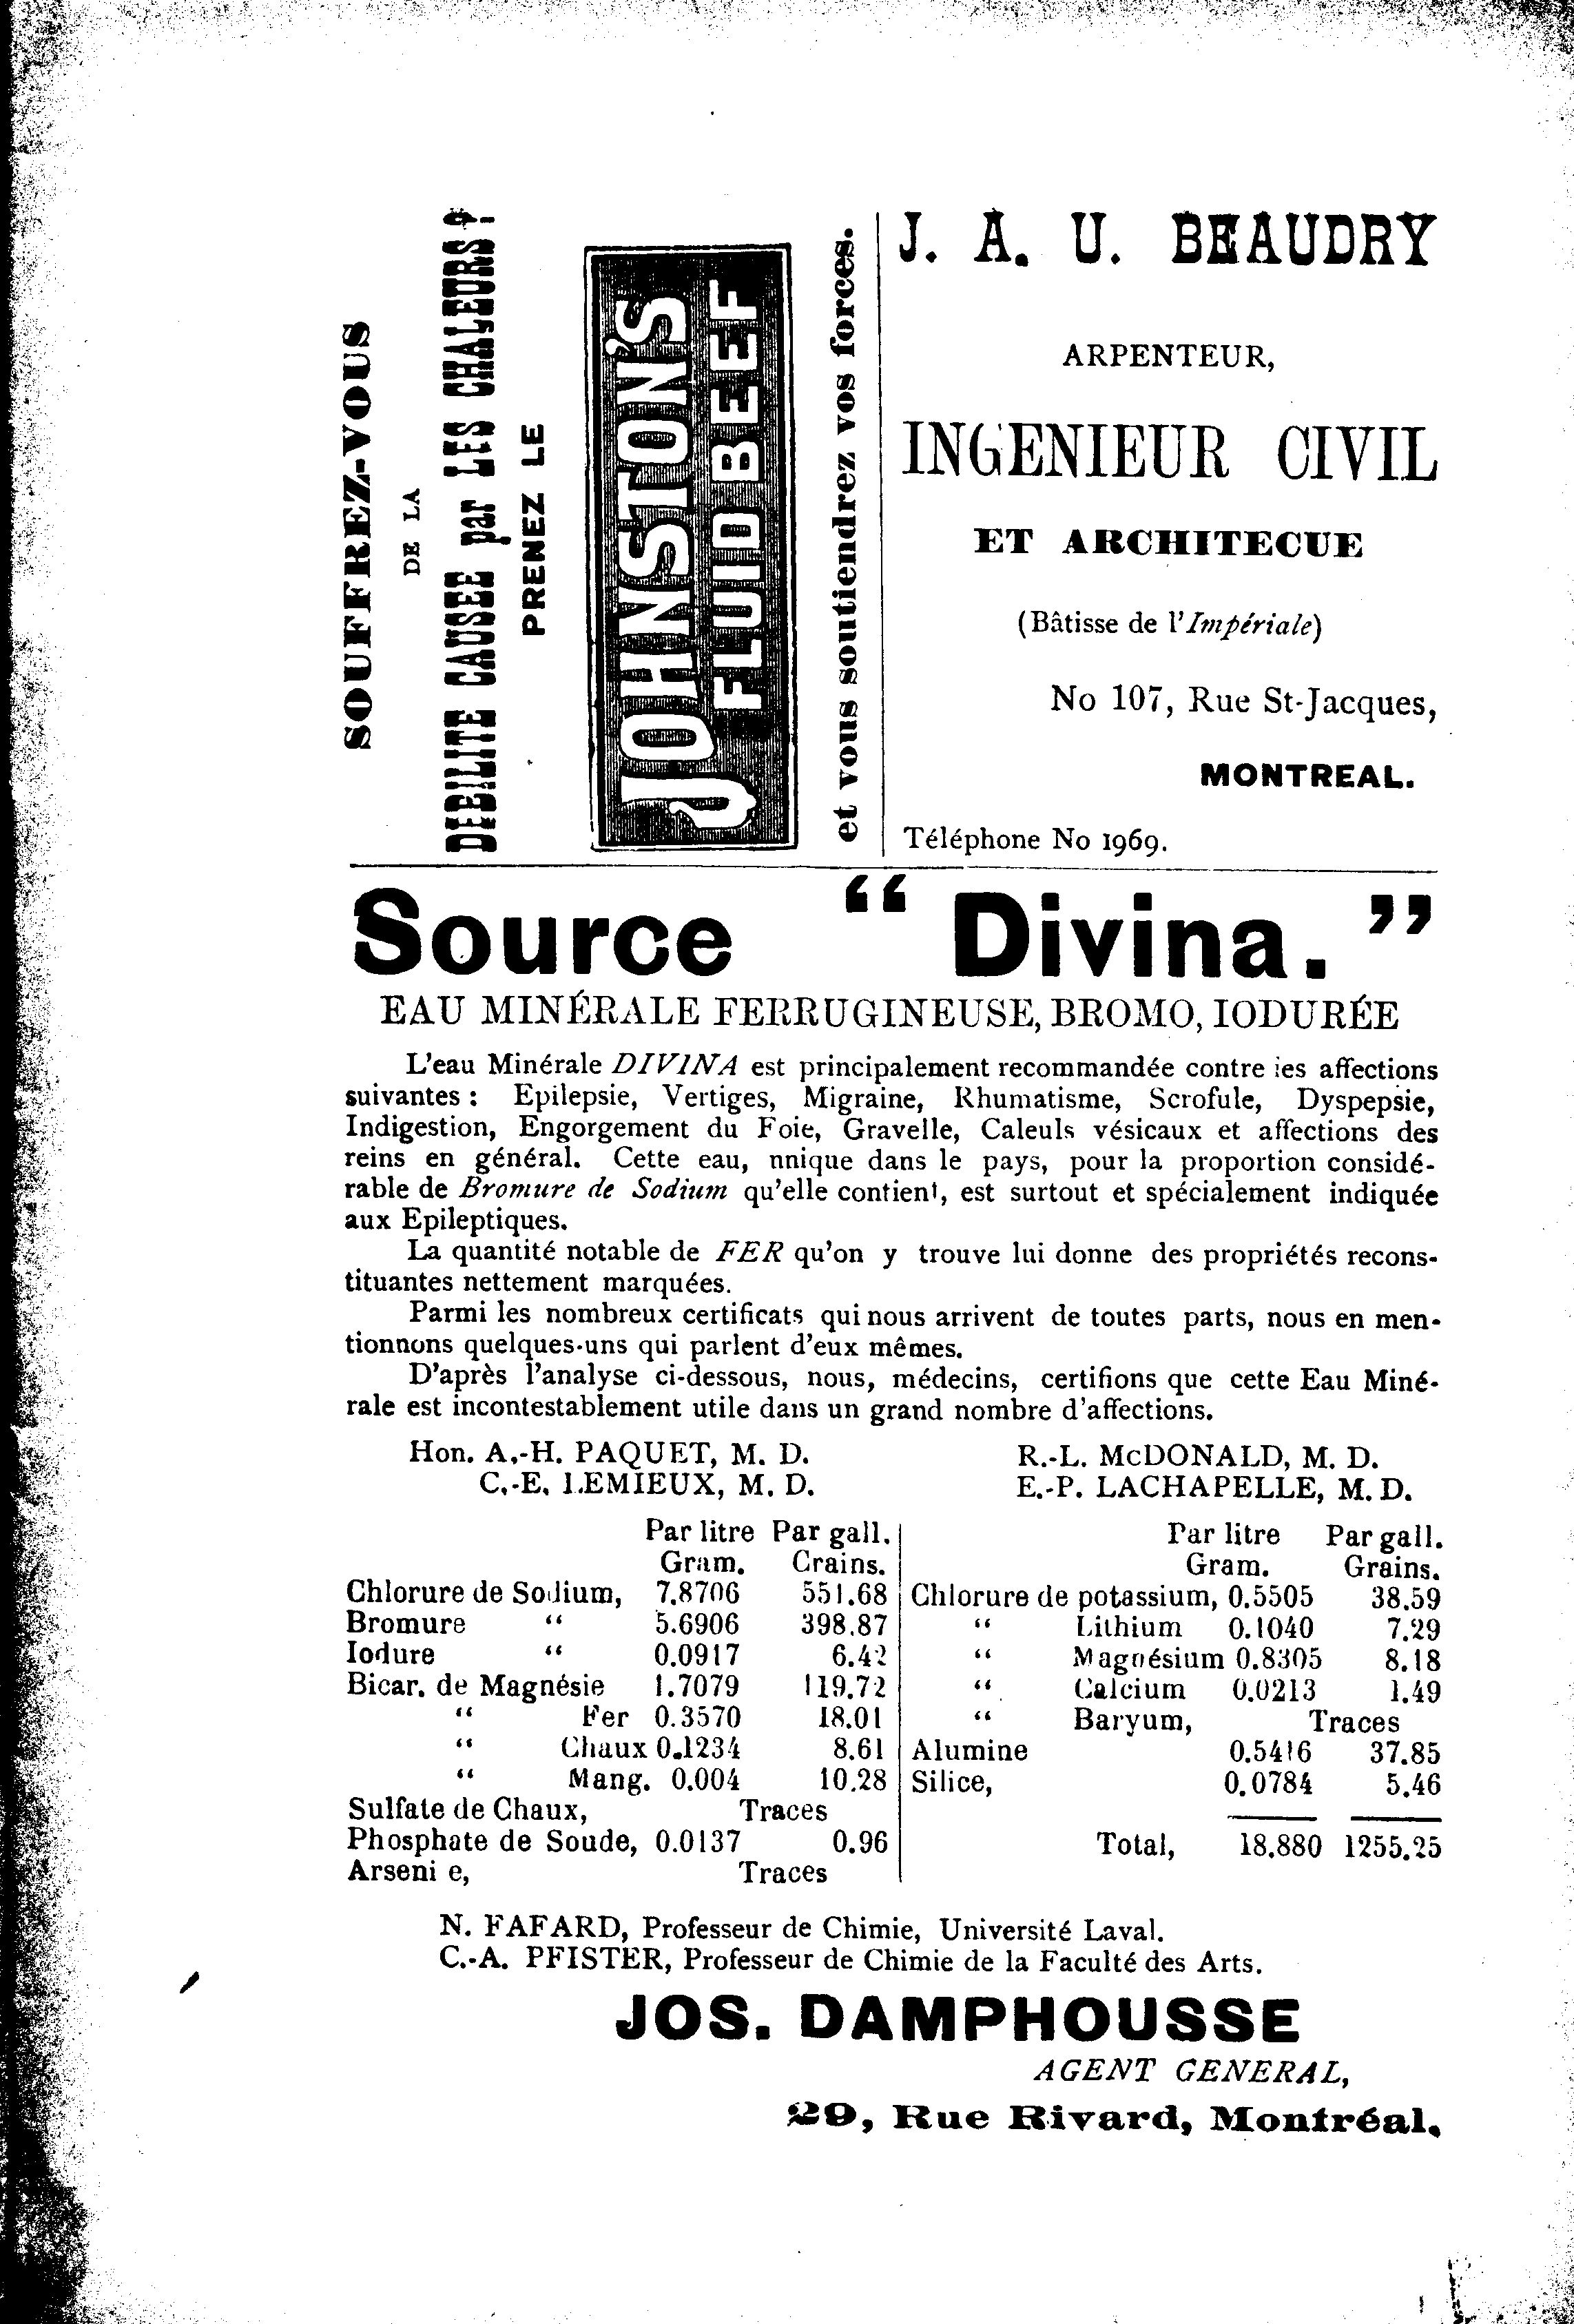 SOUFFREZ-VOUS
DE LA
DEBILITE CAUSEE par LES CHALEURS?
PRENEZ LE
JOHNSTON'S
FLUID BEEF
et vous soutiendrez vos forces.
J. A. U. BEAUDRY
ARPENTEUR,
INGENIEUR CIVIL
ET ARCHITECUE
(Bâtisse de l'Impériale)
No 107, Rue St-Jacques,
MONTREAL.
Téléphone No 1969.
Source "Divina."
EAU MINÉRALE FERRUGINEUSE, BROMO, IODURÉE
L'eau Minérale DIVINA est principalement recommandée contre les affections
suivantes : Epilepsie, Vertiges, Migraine, Rhumatisme, Scrofule, Dyspepsie,
Indigestion, Engorgement du Foie, Gravelle, Caleuls vésicaux et affections des
reins en général. Cette eau, nnique dans le pays, pour la proportion considé-
rable de Bromure de Sodium qu'elle contient, est surtout et spécialement indiquée
aux Epileptiques.
La quantité notable de FER qu'on y trouve lui donne des propriétés recons-
tituantes nettement marquées.
Parmi les nombreux certificats qui nous arrivent de toutes parts, nous en men-
tionnons quelques-uns qui parlent d'eux mêmes.
D'après l'analyse ci-dessous, nous, médecins, certifions que cette Eau Miné-
rale est incontestablement utile dans un grand nombre d'affections.
Hon. A.-H. PAQUET, M. D.
C.-E. LEMIEUX, M. D.
R.-L. McDONALD, M. D.
E.-P. LACHAPELLE, M. D.
Par litre Par gall.
Gram. Grains.
Chlorure de Sodium, 7.8706 551.68
Bromure " 5.6906 398.87
Iodure " 0.0917 6.42
Bicar. de Magnésie 1.7079 119.72
" Fer 0.3570 18.01
" Chaux 0.1234 8.61
" Mang. 0.004 10.28
Sulfate de Chaux, Traces
Phosphate de Soude, 0.0137 0.96
Arseni e, Traces
Par litre Par gall.
Gram. Grains.
Chlorure de potassium, 0.5505 38.59
" Lithium 0.1040 7.29
" Magnésium 0.8305 8.18
" Calcium 0.0213 1.49
" Baryum, Traces
Alumine 0.5416 37.85
Silice, 0.0784 5.46
Total, 18.880 1255.25
N. FAFARD, Professeur de Chimie, Université Laval.
C.-A. PFISTER, Professeur de Chimie de la Faculté des Arts.
JOS. DAMPHOUSSE
AGENT GENERAL,
29, Rue Rivard, Montréal.